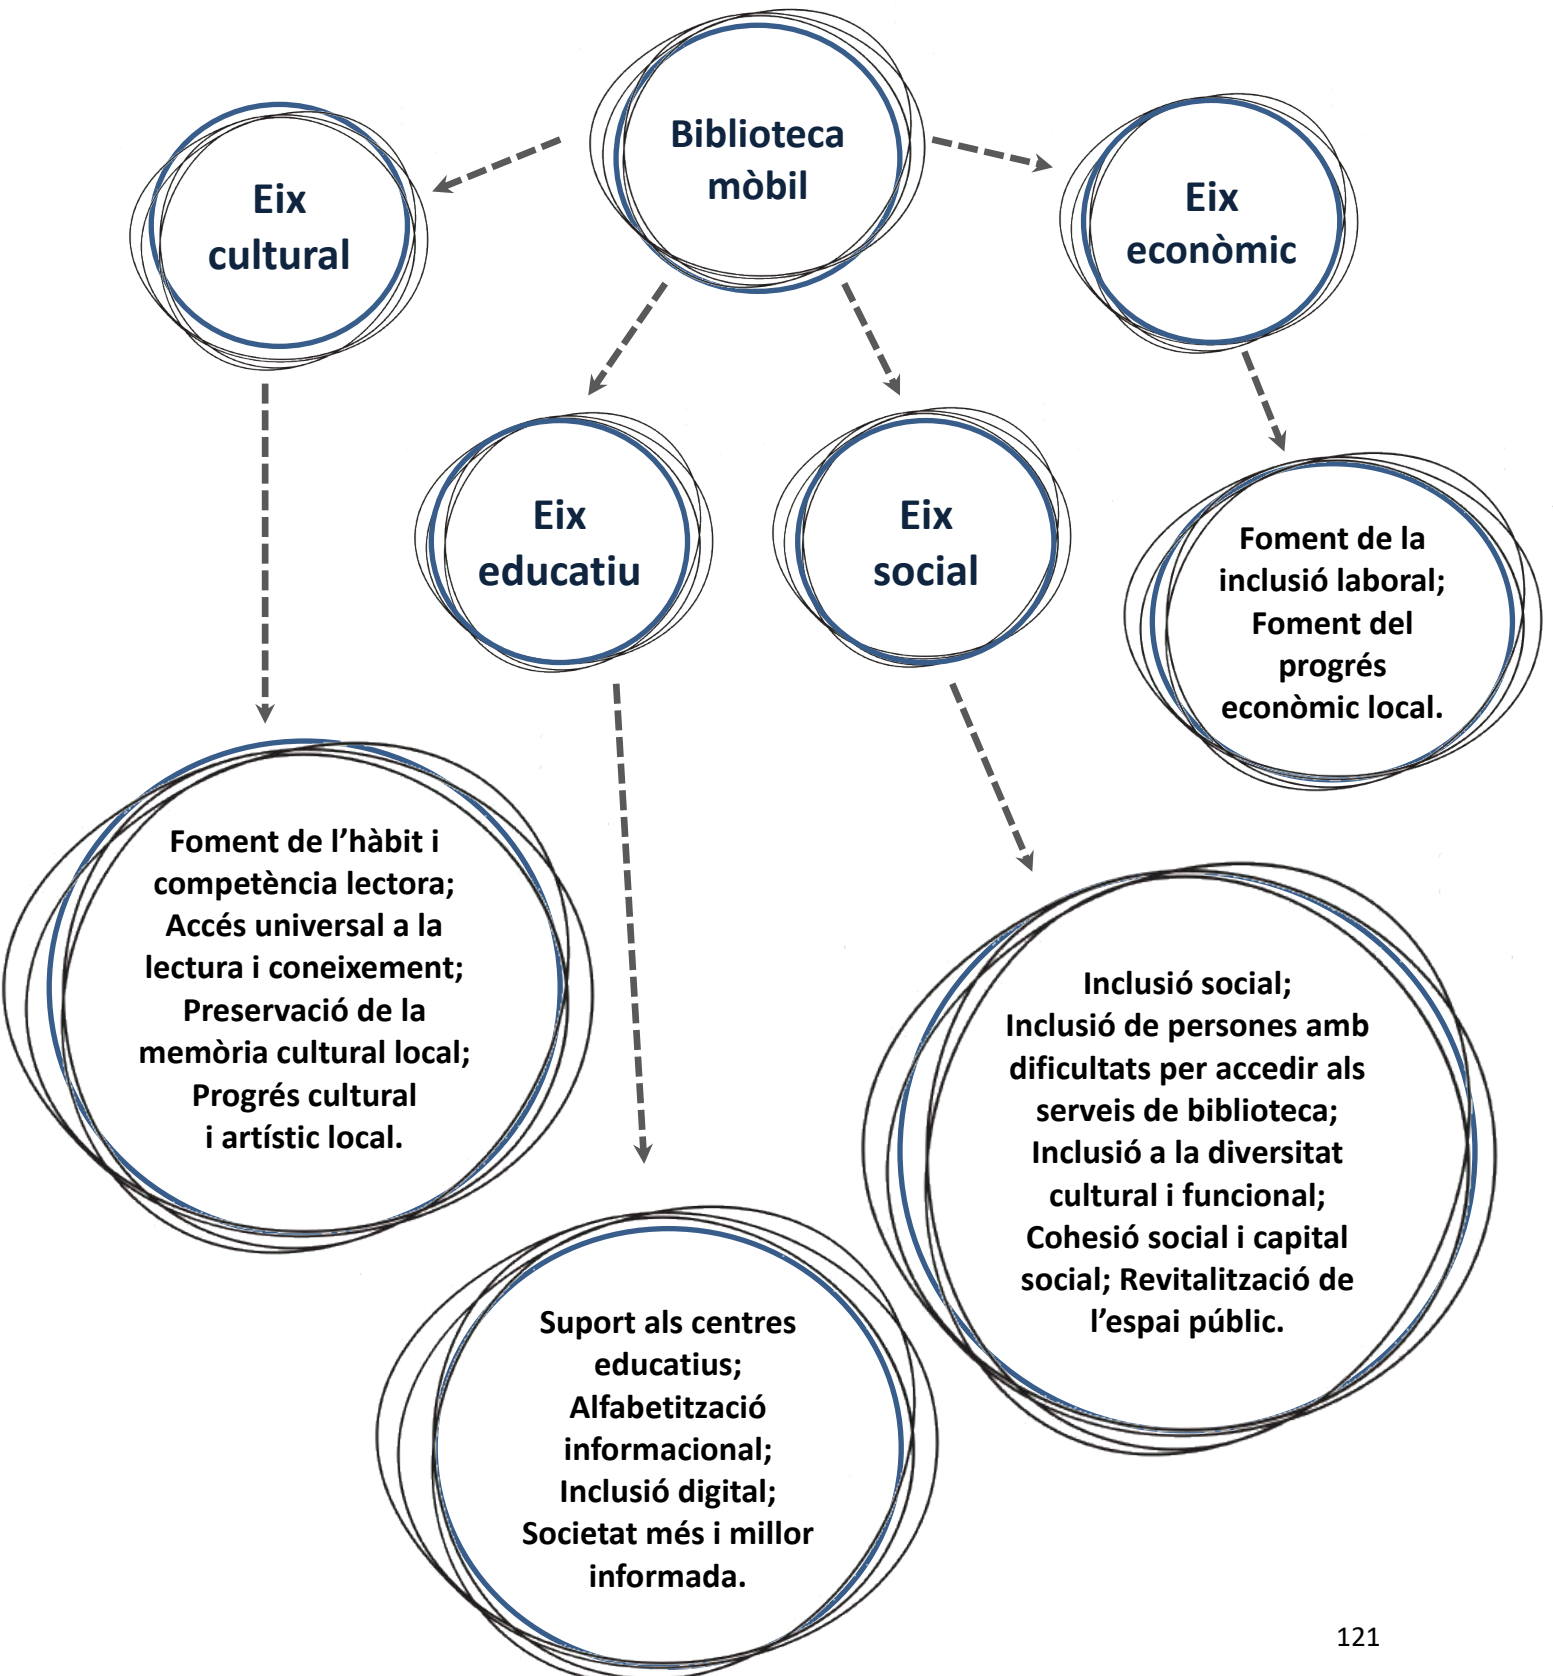 Biblioteca
mòbil
Eix
cultural
Eix
econòmic
Eix
educatiu
Eix
social
Foment de la
inclusió laboral;
Foment del
progrés
econòmic local.
Foment de l’hàbit i
competència lectora;
Accés universal a la
lectura i coneixement;
Preservació de la
memòria cultural local;
Progrés cultural
i artístic local.
Inclusió social;
Inclusió de persones amb
dificultats per accedir als
serveis de biblioteca;
Inclusió a la diversitat
cultural i funcional;
Cohesió social i capital
social; Revitalització de
l’espai públic.
Suport als centres
educatius;
Alfabetització
informacional;
Inclusió digital;
Societat més i millor
informada.
121